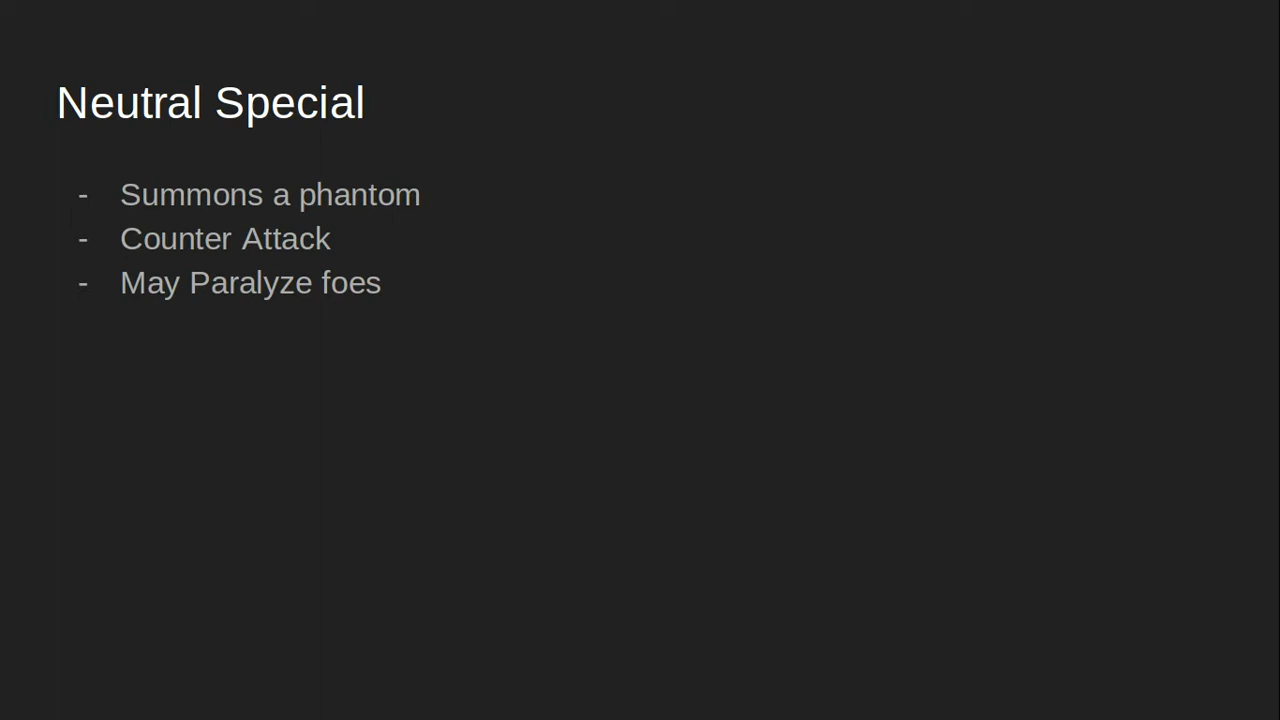 Neutral Special
- Summons a phantom
- Counter Attack
- May Paralyze foes